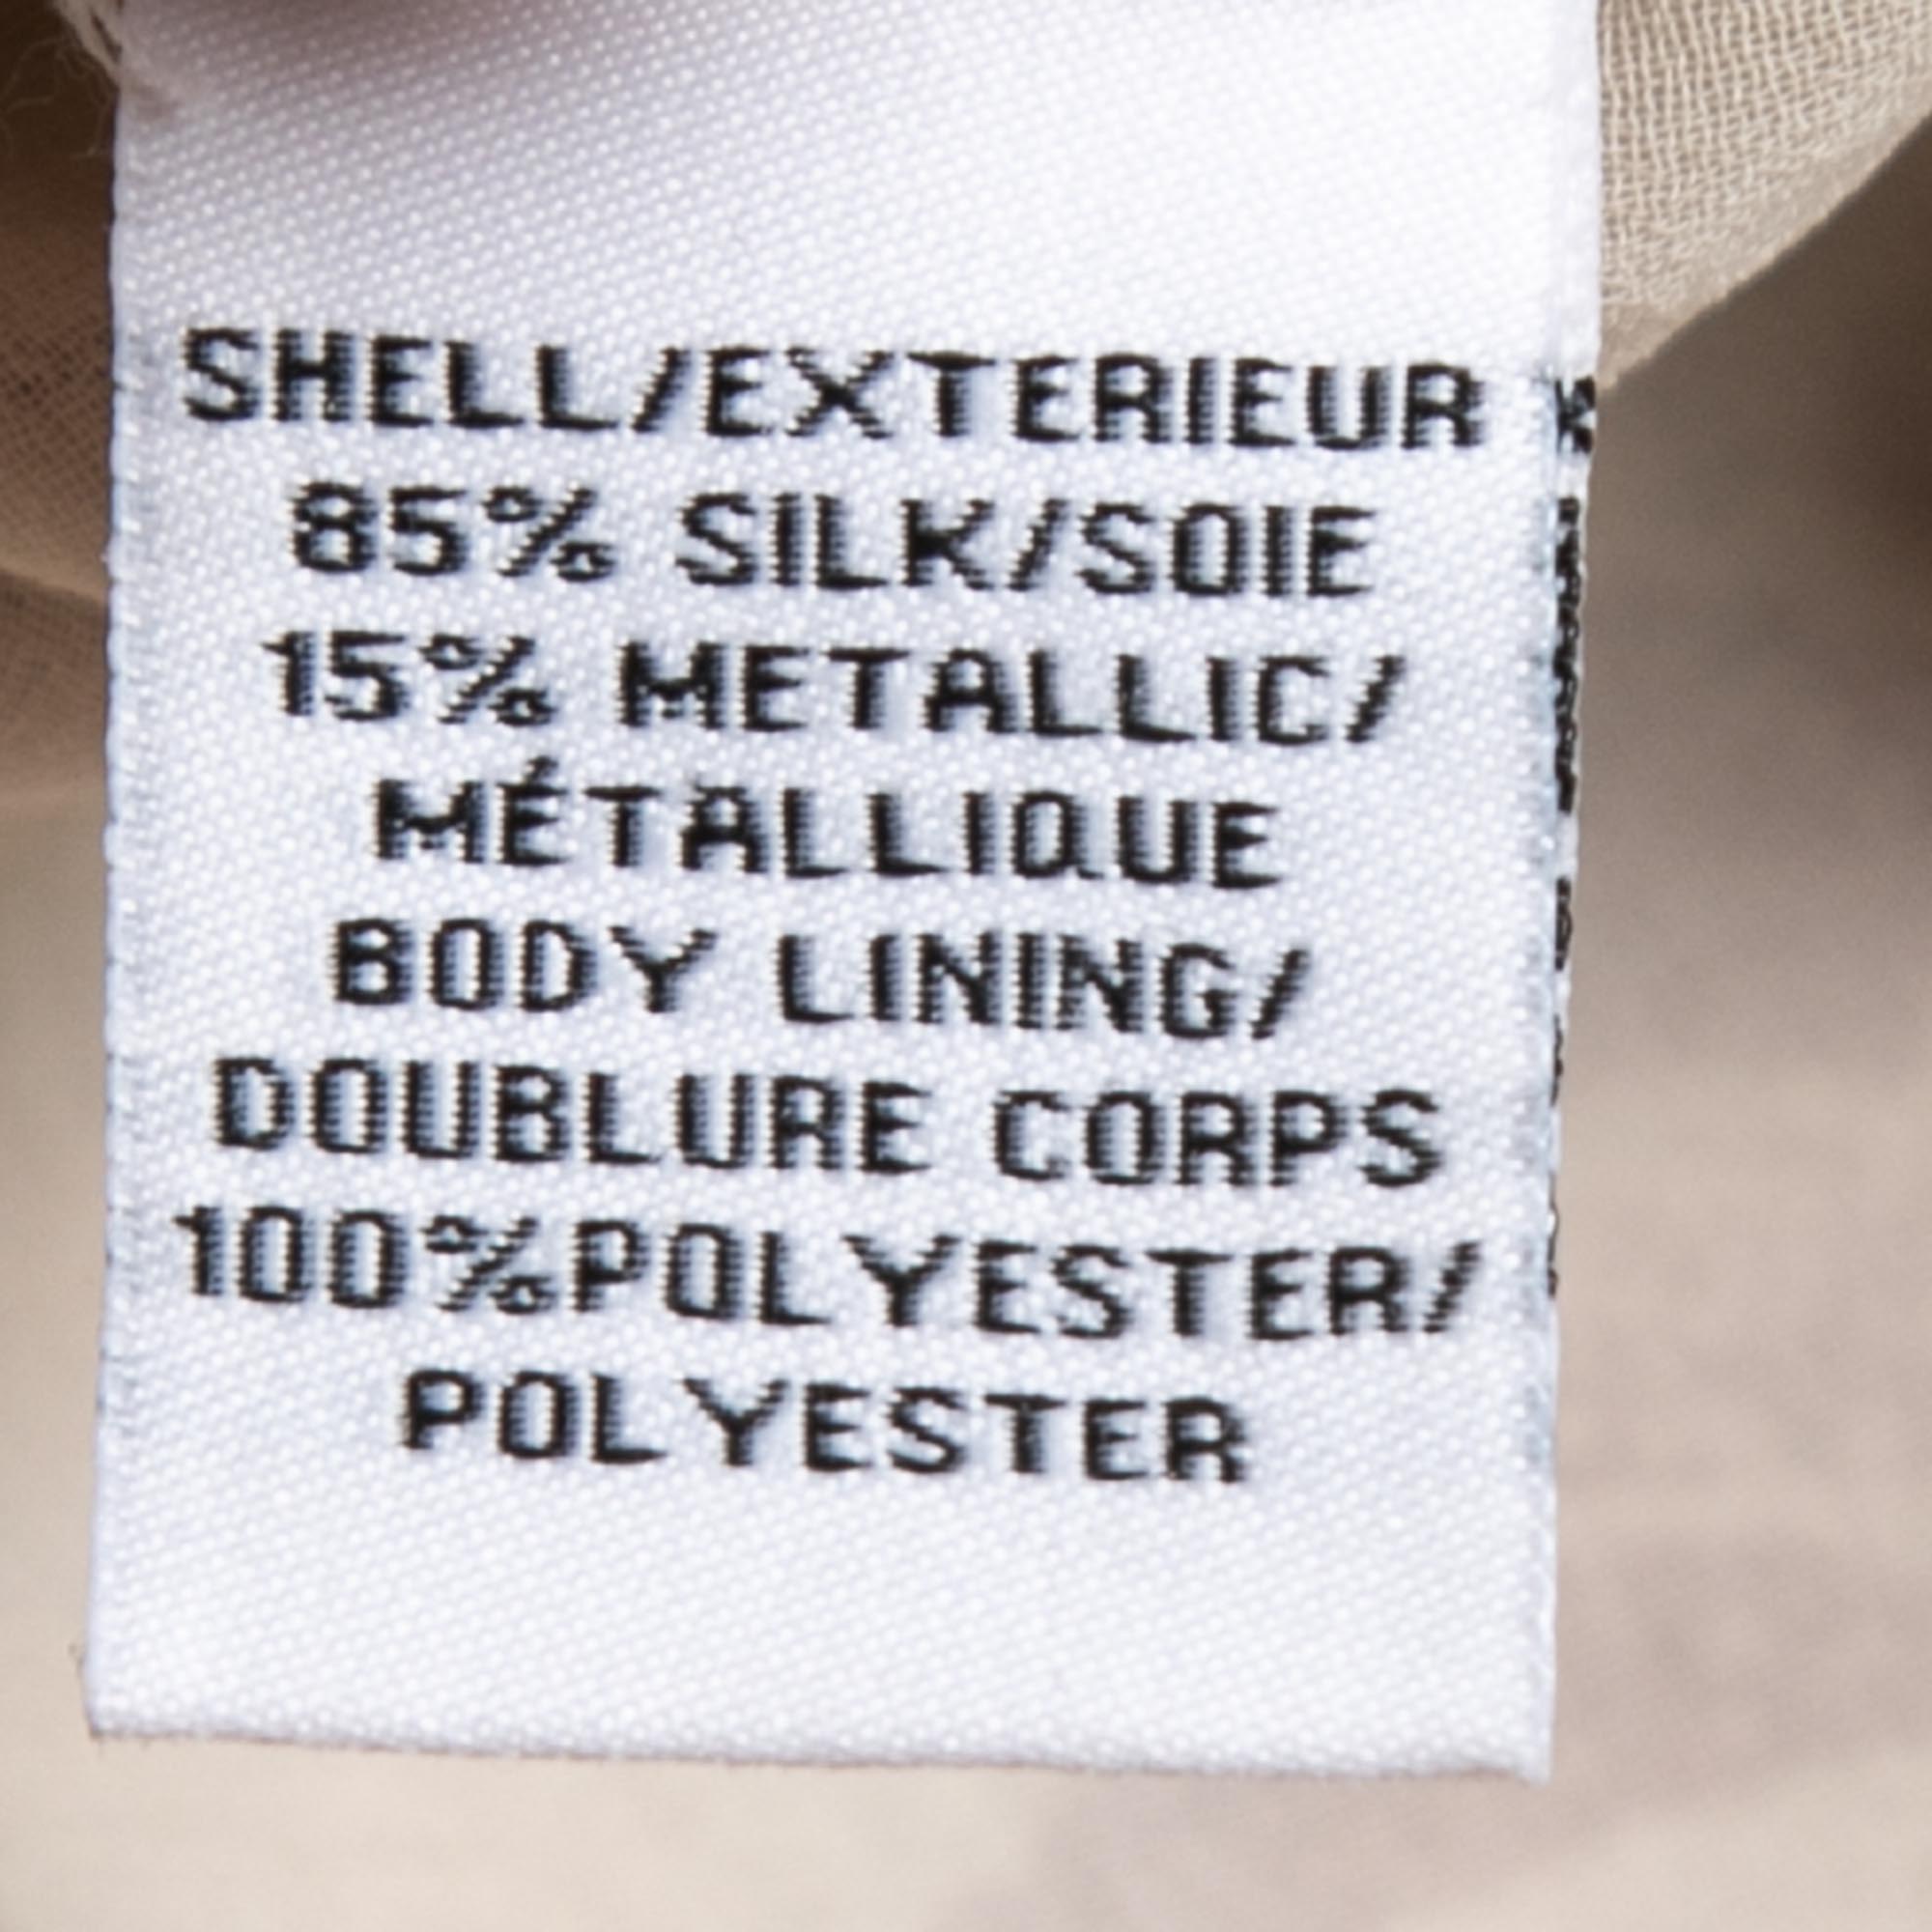 SHELL/EXTERIEUR
85% SILK/SOIE
15% METALLIC/
MÉTALLIQUE
BODY LINING/
DOUBLURE CORPS
100%POLYESTER/
POLYESTER